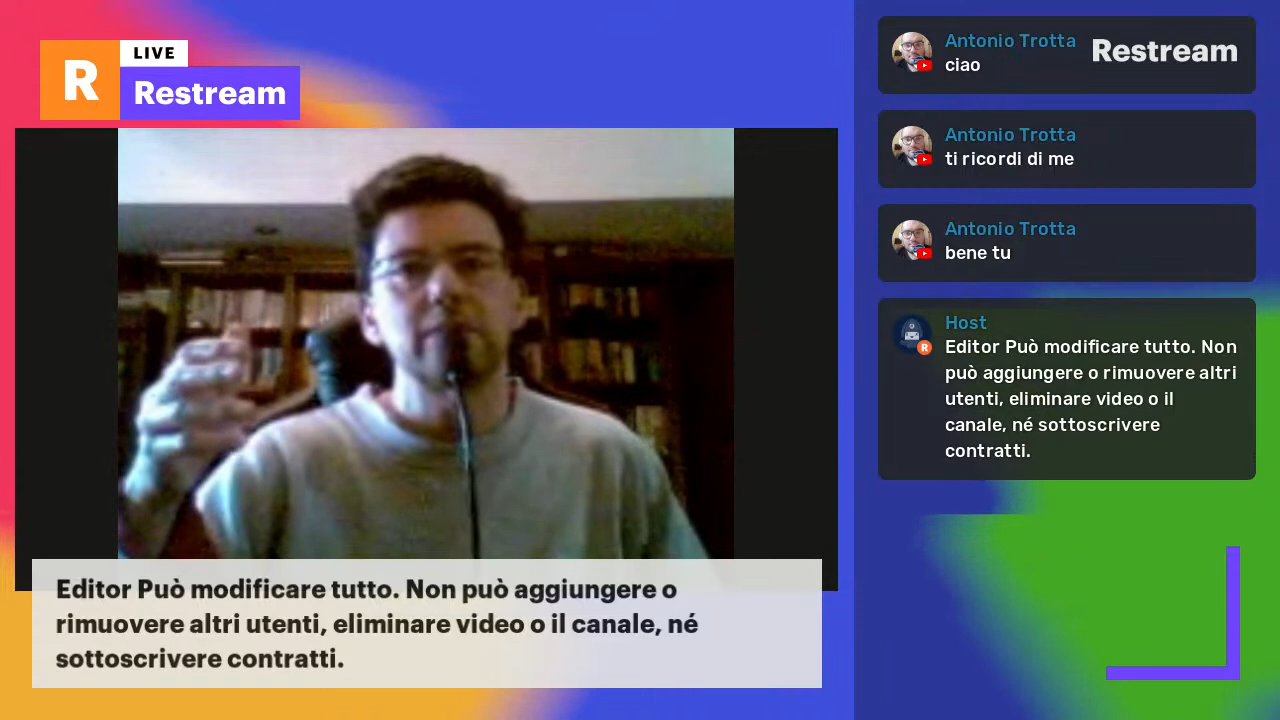 R
LIVE
Restream
Editor Può modificare tutto. Non può aggiungere o
rimuovere altri utenti, eliminare video o il canale, né
sottoscrivere contratti.
Restream
Antonio Trotta
ciao
Antonio Trotta
ti ricordi di me
Antonio Trotta
bene tu
Host
R
Editor Può modificare tutto. Non
può aggiungere o rimuovere altri
utenti, eliminare video o il
canale, né sottoscrivere
contratti.